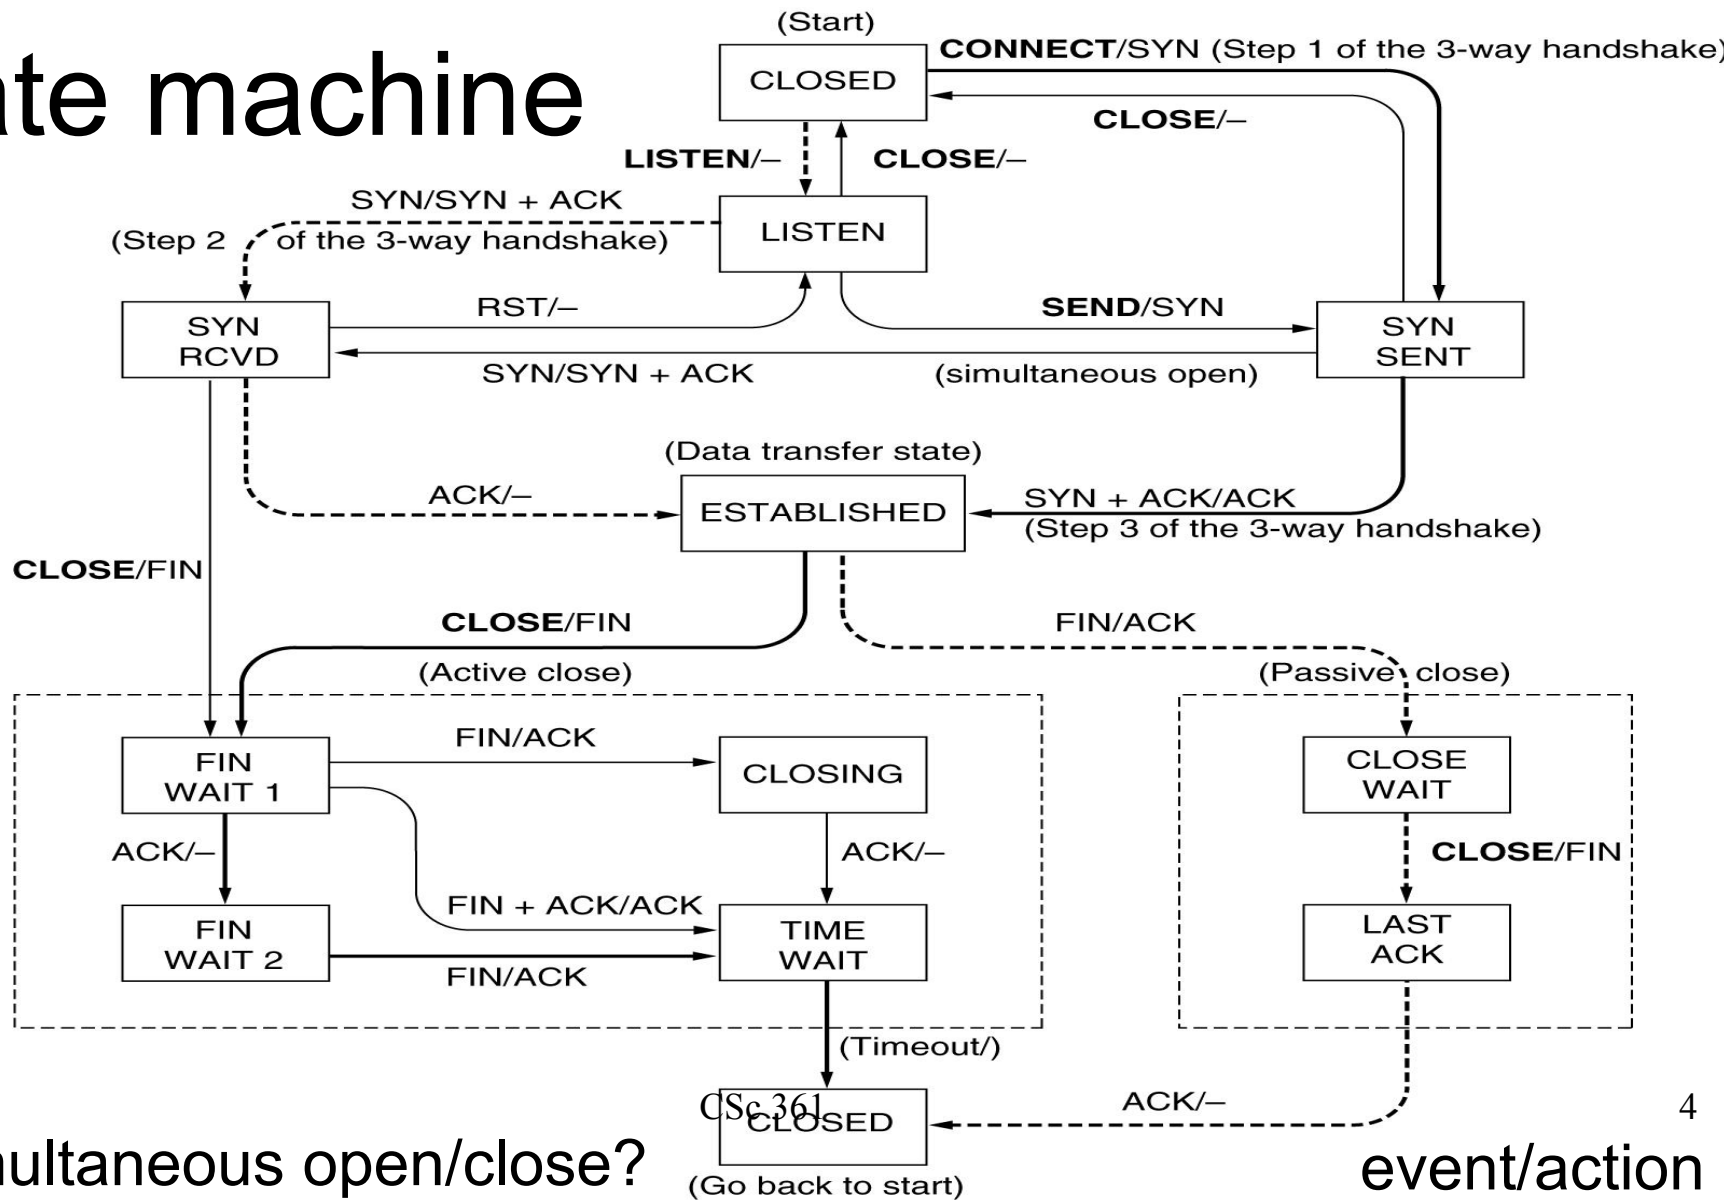 (Start)
ate machine
CLOSED
CONNECT/SYN (Step 1 of the 3-way handshake)
CLOSE/–
LISTEN/–
CLOSE/–
SYN/SYN + ACK
(Step 2 of the 3-way handshake)
LISTEN
RST/–
SEND/SYN
SYN
RCVD
SYN
SENT
SYN/SYN + ACK
(simultaneous open)
(Data transfer state)
ACK/–
ESTABLISHED
SYN + ACK/ACK
(Step 3 of the 3-way handshake)
CLOSE/FIN
CLOSE/FIN
FIN/ACK
(Active close)
(Passive close)
FIN
WAIT 1
FIN/ACK
CLOSING
CLOSE
WAIT
ACK/–
ACK/–
CLOSE/FIN
FIN + ACK/ACK
FIN
WAIT 2
FIN/ACK
TIME
WAIT
LAST
ACK
(Timeout/)
CSc 361
CLOSED
ACK/–
4
multaneous open/close?
(Go back to start)
event/action